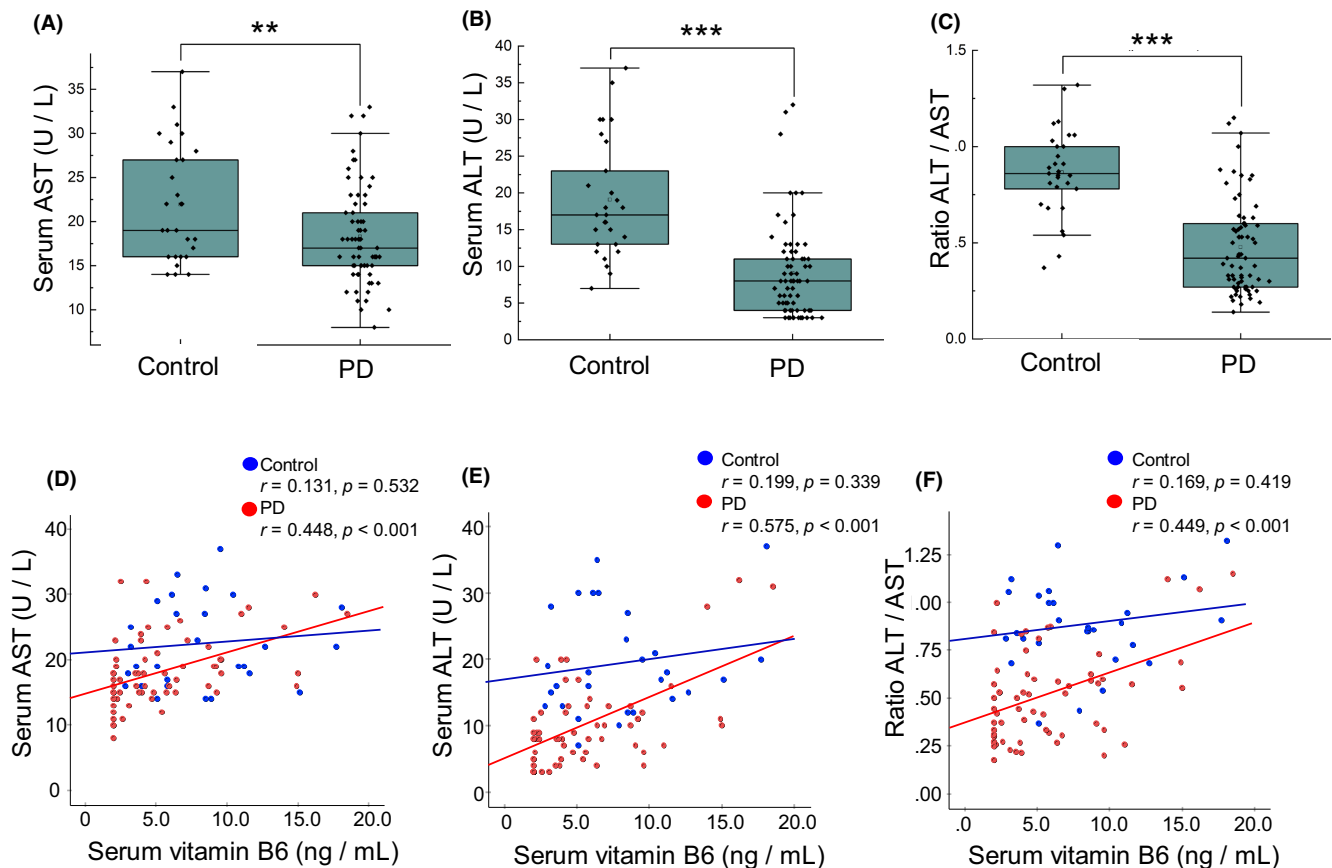 (A)
**
Serum AST (U / L)
35
30
25
20
15
10
Control
PD
(B)
***
Serum ALT (U / L)
40
35
30
25
20
15
10
5
0
Control
PD
(C)
***
Ratio ALT / AST
1.5
.0
.5
0.0
Control
PD
(D)
Control
r = 0.131, p = 0.532
PD
r = 0.448, p < 0.001
Serum AST (U / L)
40
30
20
10
0
.0 5.0 10.0 15.0 20.0
Serum vitamin B6 (ng / mL)
(E)
Control
r = 0.199, p = 0.339
PD
r = 0.575, p < 0.001
Serum ALT (U / L)
40
30
20
10
0
.0 5.0 10.0 15.0 20.0
Serum vitamin B6 (ng / mL)
(F)
Control
r = 0.169, p = 0.419
PD
r = 0.449, p < 0.001
Ratio ALT / AST
1.25
.00
.75
.50
.25
.00
.0 5.0 10.0 15.0 20.0
Serum vitamin B6 (ng / mL)